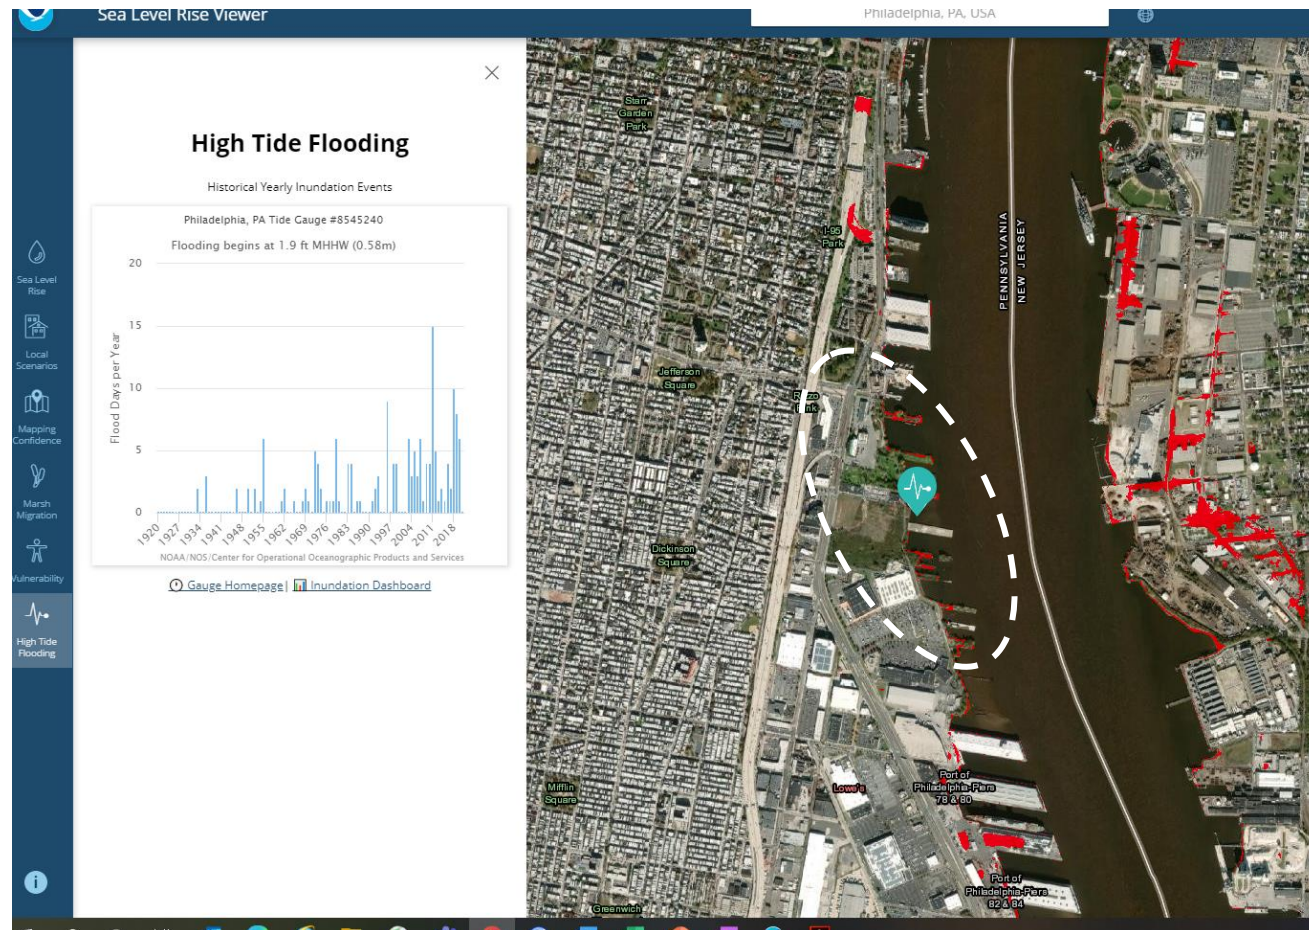 Sea Level Rise Viewer
Philadelphia, PA, USA
Sea Level
Rise
Local
Scenarios
Mapping
Confidence
Marsh
Migration
Vulnerability
High Tide
Flooding
High Tide Flooding
Historical Yearly Inundation Events
Philadelphia, PA Tide Gauge #8545240
Flooding begins at 1.9 ft MHHW (0.58m)
Flood Days per Year
20
15
10
5
0
1920
1927
1934
1941
1948
1955
1962
1969
1976
1983
1990
1997
2004
2011
2018
NOAA/NOS/Center for Operational Oceanographic Products and Services
Gauge Homepage | Inundation Dashboard
i
Starr
Garden
Park
I-95
Park
PENNSYLVANIA
NEW JERSEY
Jefferson
Square
Dickinson
Square
Mifflin
Square
Lowe's
Port of
Philadelphia-Piers
78 & 80
Port of
Philadelphia-Piers
82 & 84
Greenwich